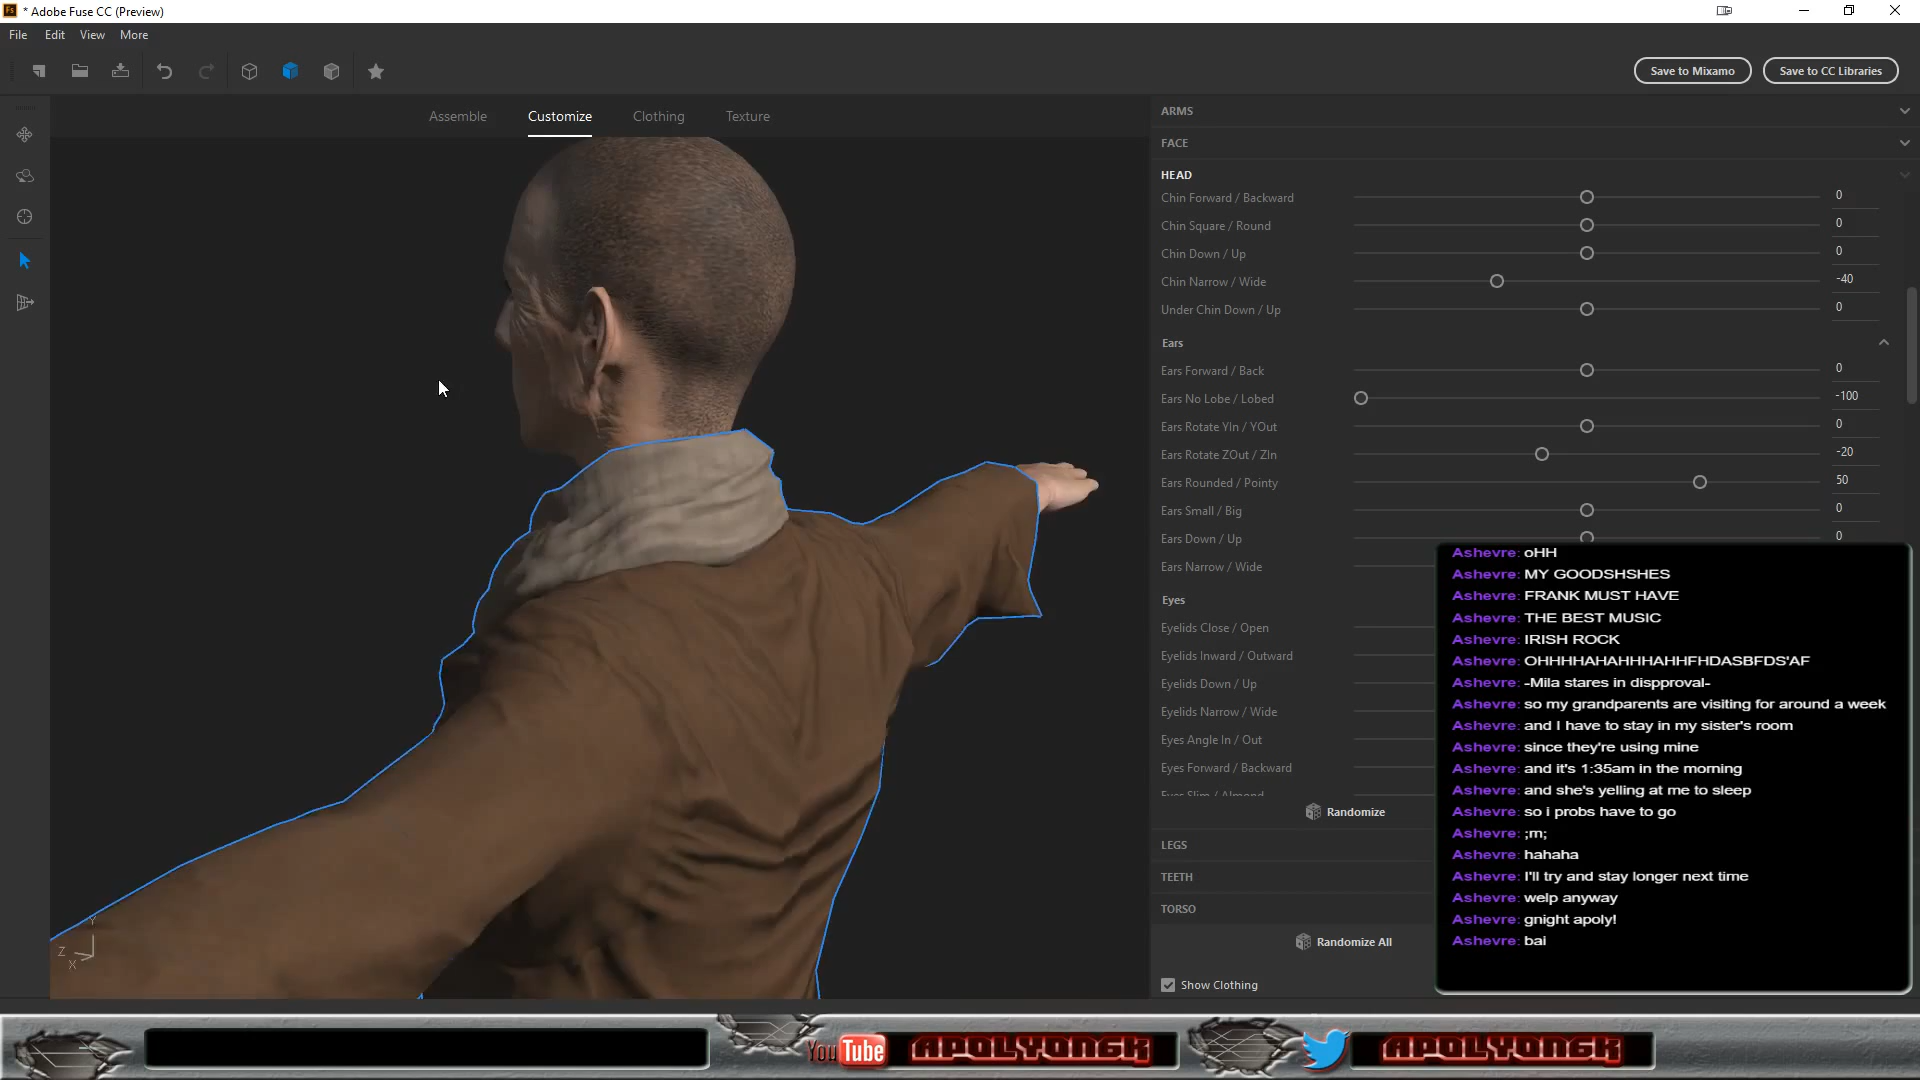 * Adobe Fuse CC (Preview)
File Edit View More
Save to Mixamo Save to CC Libraries
Assemble Customize Clothing Texture
ARMS
FACE
HEAD
Chin Forward / Backward 0
Chin Square / Round 0
Chin Down / Up 0
Chin Narrow / Wide -40
Under Chin Down / Up 0
Ears
Ears Forward / Back 0
Ears No Lobe / Lobed -100
Ears Rotate YIn / YOut 0
Ears Rotate ZOut / ZIn -20
Ears Rounded / Pointy 50
Ears Small / Big 0
Ears Down / Up 0
Ears Narrow / Wide
Eyes
Eyelids Close / Open
Eyelids Inward / Outward
Eyelids Down / Up
Eyelids Narrow / Wide
Eyes Angle In / Out
Eyes Forward / Backward
Eyes Slim / Almond
Randomize
LEGS
TEETH
TORSO
Randomize All
Show Clothing
Ashevre: oHH
Ashevre: MY GOODSHSHES
Ashevre: FRANK MUST HAVE
Ashevre: THE BEST MUSIC
Ashevre: IRISH ROCK
Ashevre: OHHHHAHAHHHAHHFHDASBFDS'AF
Ashevre: -Mila stares in dispproval-
Ashevre: so my grandparents are visiting for around a week
Ashevre: and I have to stay in my sister's room
Ashevre: since they're using mine
Ashevre: and it's 1:35am in the morning
Ashevre: and she's yelling at me to sleep
Ashevre: so i probs have to go
Ashevre: ;m;
Ashevre: hahaha
Ashevre: I'll try and stay longer next time
Ashevre: welp anyway
Ashevre: gnight apoly!
Ashevre: bai
Y
Z
X
YouTube APOLYON6K APOLYON6K